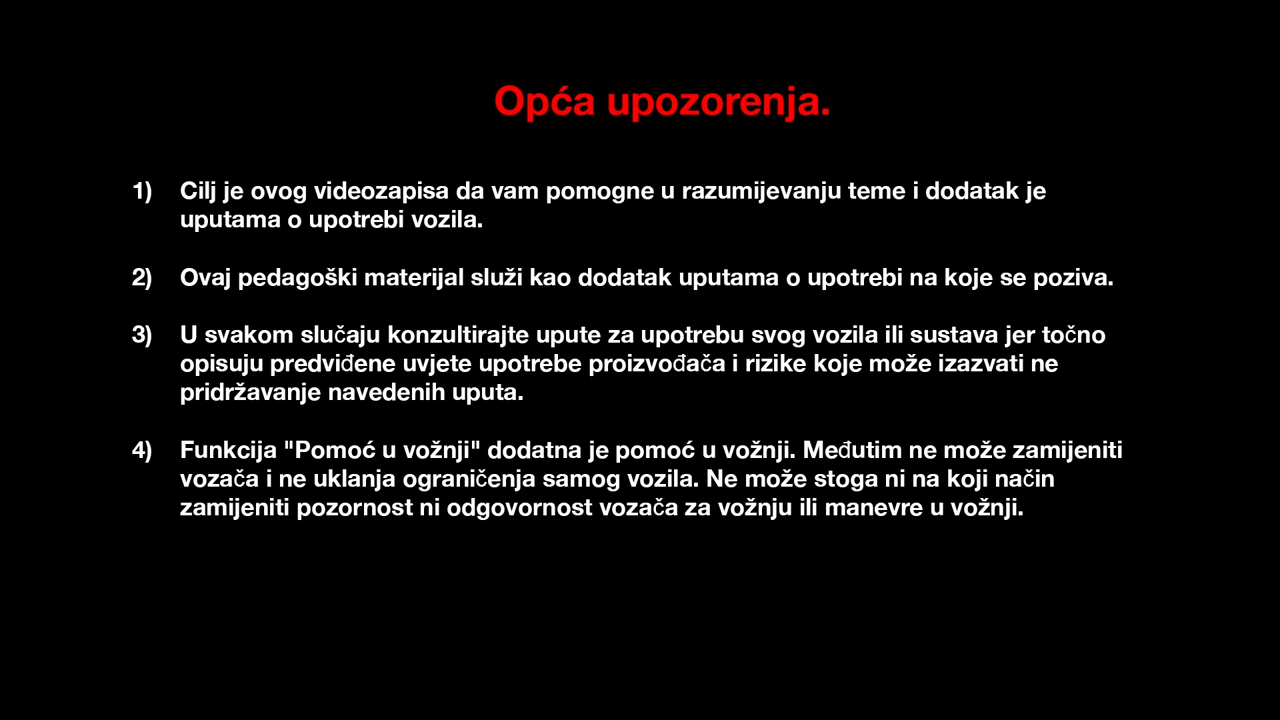 Opća upozorenja.
1) Cilj je ovog videozapisa da vam pomogne u razumijevanju teme i dodatak je
uputama o upotrebi vozila.
2) Ovaj pedagoški materijal služi kao dodatak uputama o upotrebi na koje se poziva.
3) U svakom slučaju konzultirajte upute za upotrebu svog vozila ili sustava jer točno
opisuju predviđene uvjete upotrebe proizvođača i rizike koje može izazvati ne
pridržavanje navedenih uputa.
4) Funkcija "Pomoć u vožnji" dodatna je pomoć u vožnji. Međutim ne može zamijeniti
vozača i ne uklanja ograničenja samog vozila. Ne može stoga ni na koji način
zamijeniti pozornost ni odgovornost vozača za vožnju ili manevre u vožnji.